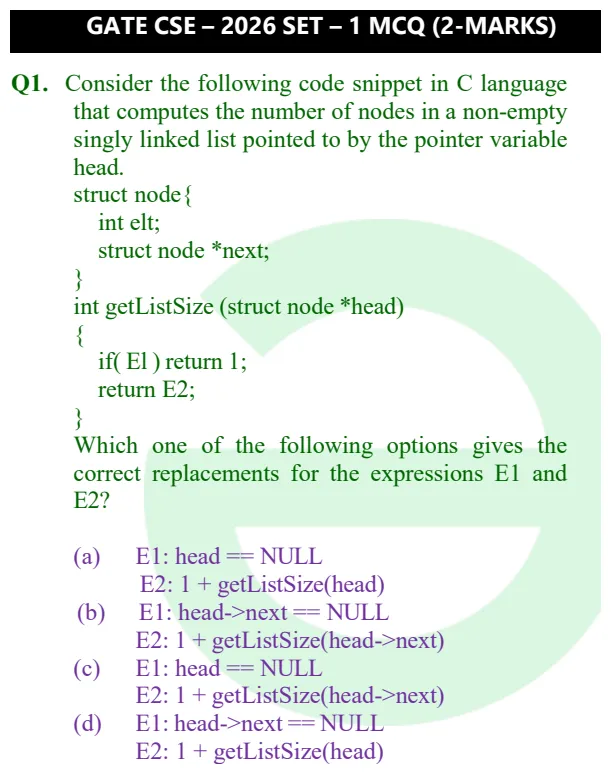 GATE CSE – 2026 SET – 1 MCQ (2-MARKS)
Q1. Consider the following code snippet in C language
that computes the number of nodes in a non-empty
singly linked list pointed to by the pointer variable
head.
struct node{
int elt;
struct node *next;
}
int getListSize (struct node *head)
{
if( El ) return 1;
return E2;
}
Which one of the following options gives the
correct replacements for the expressions E1 and
E2?
(a) E1: head == NULL
E2: 1 + getListSize(head)
(b) E1: head->next == NULL
E2: 1 + getListSize(head->next)
(c) E1: head == NULL
E2: 1 + getListSize(head->next)
(d) E1: head->next == NULL
E2: 1 + getListSize(head)